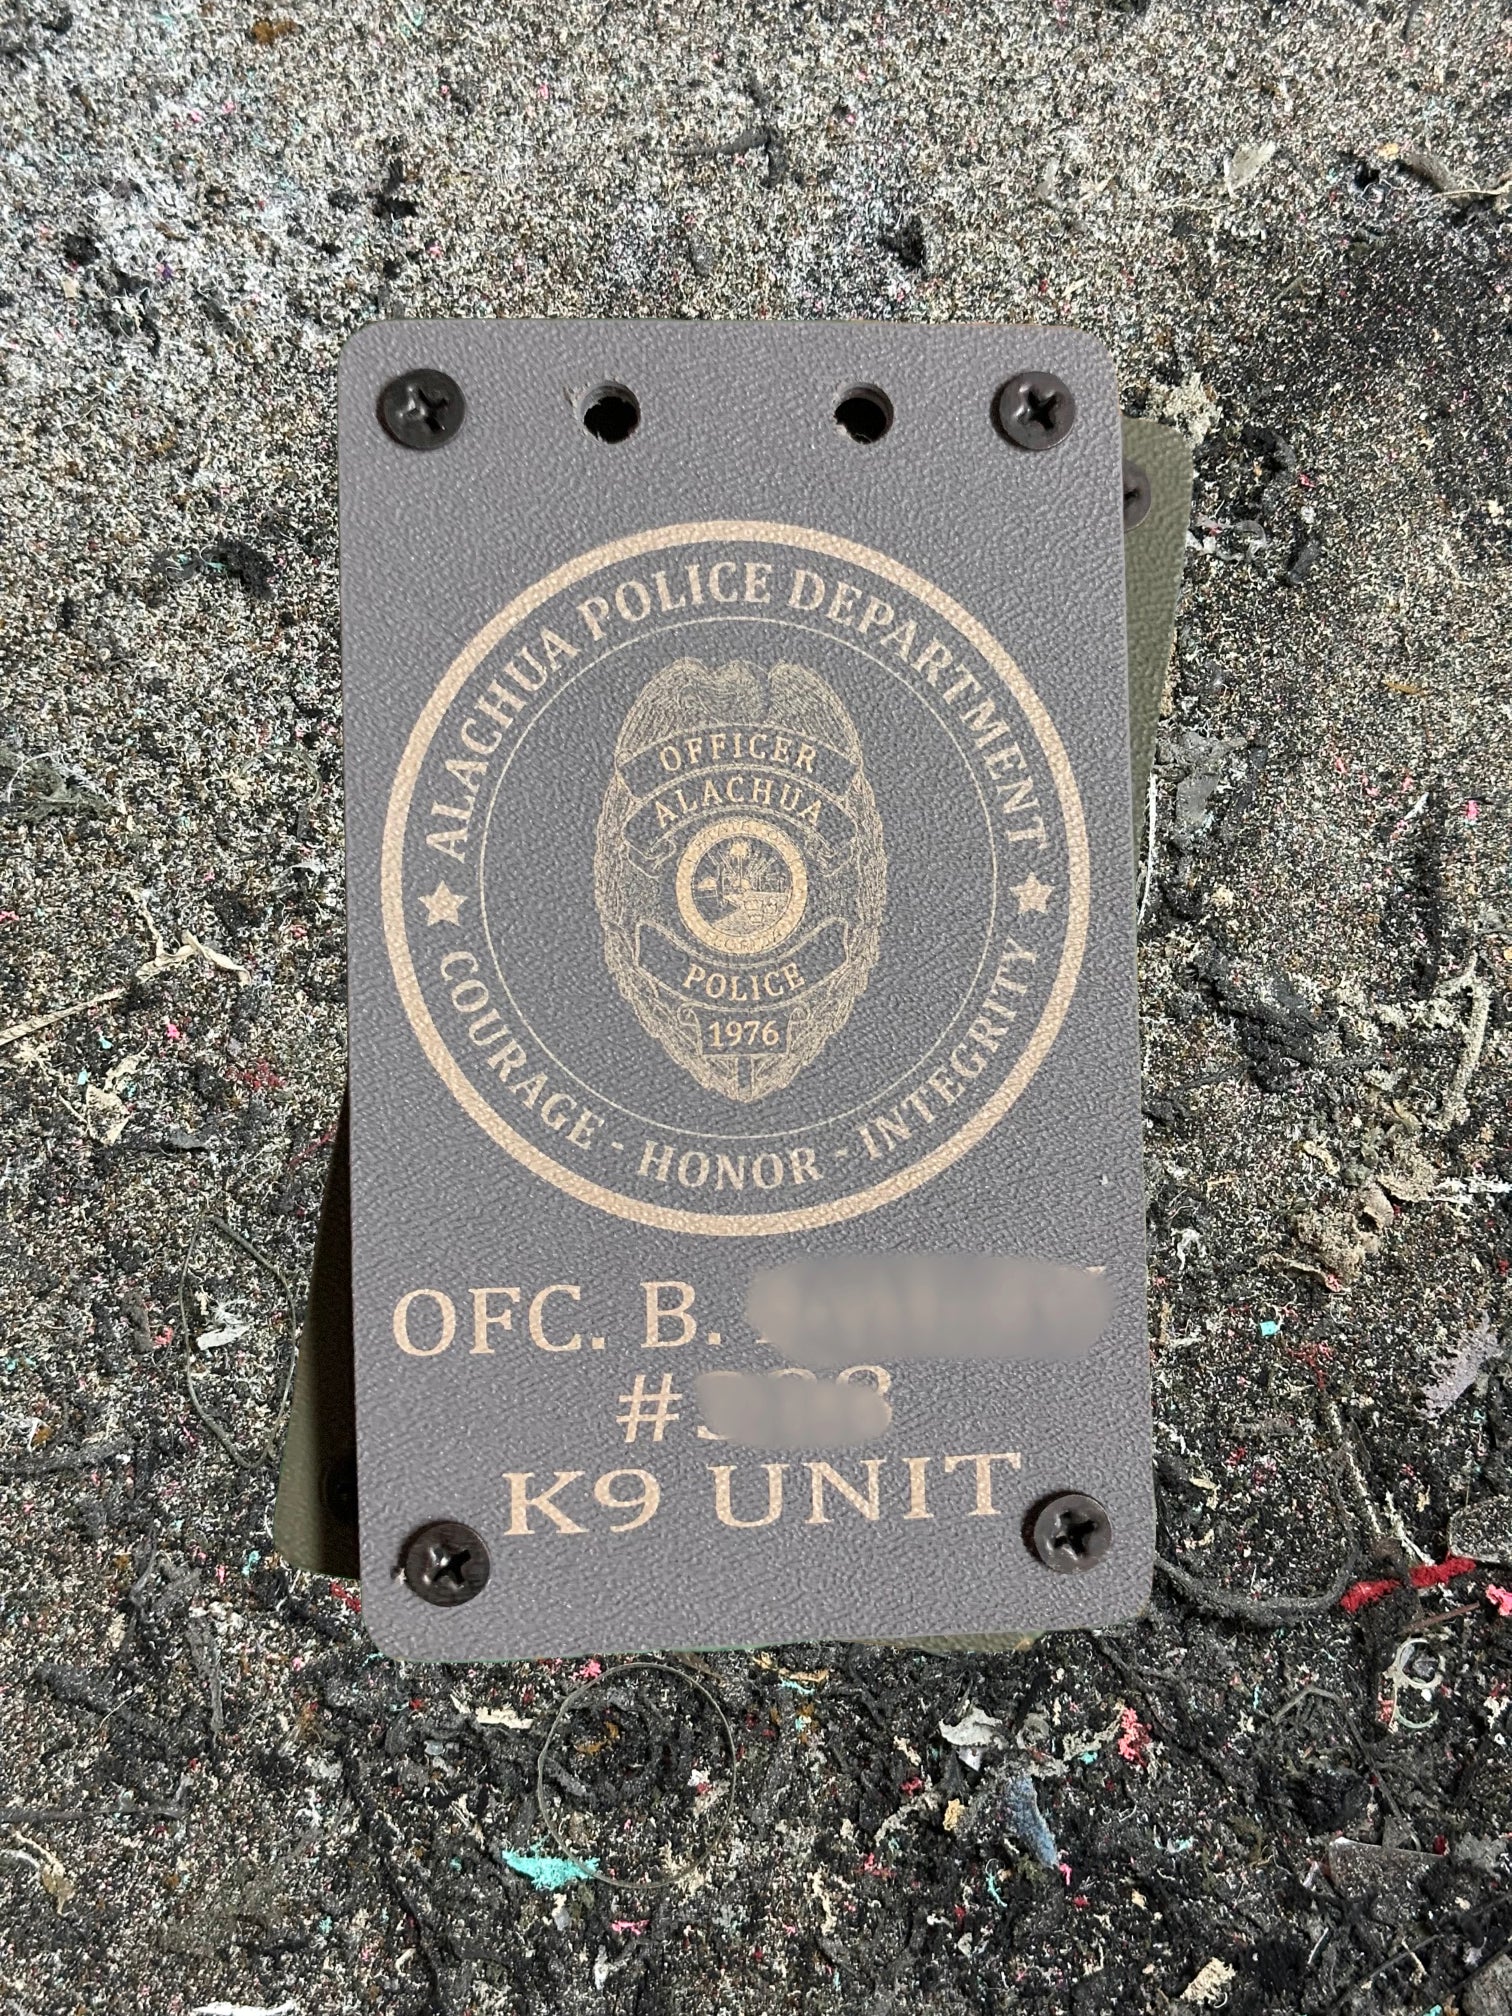 ALACHUA POLICE DEPARTMENT
OFFICER
ALACHUA
POLICE
1976
COURAGE - HONOR - INTEGRITY
OFC. B.
#
K9 UNIT